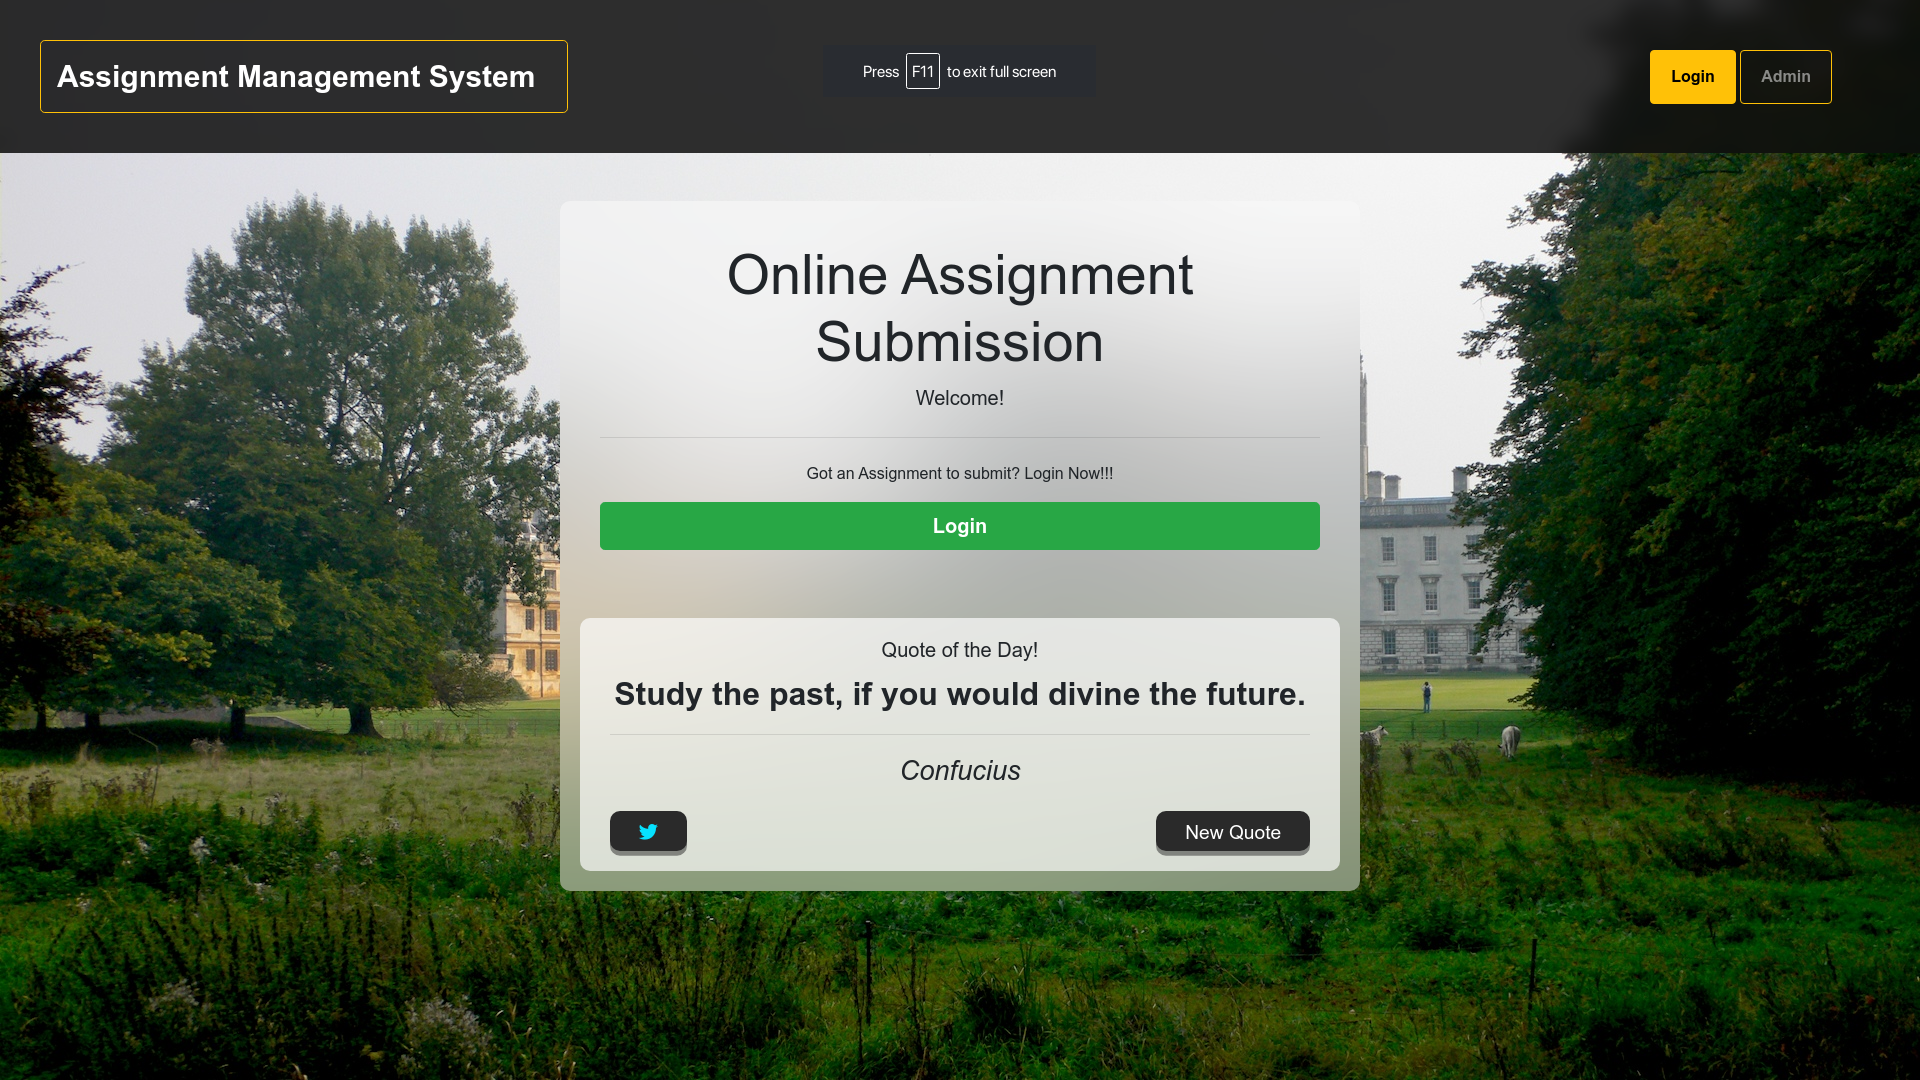 Assignment Management System
Press F11 to exit full screen
Login
Admin
Online Assignment
Submission
Welcome!
Got an Assignment to submit? Login Now!!!
Login
Quote of the Day!
Study the past, if you would divine the future.
Confucius
New Quote